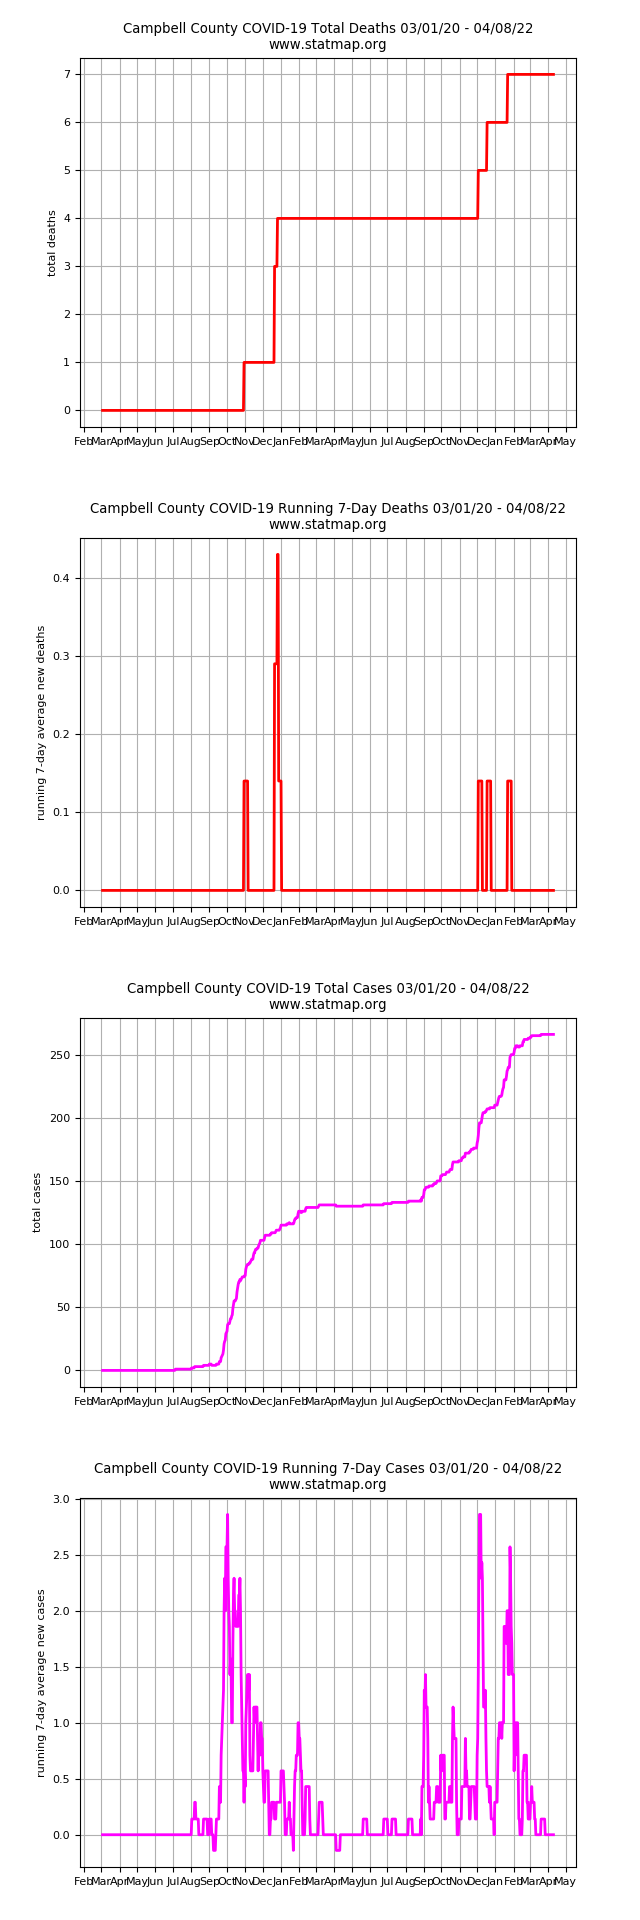 Campbell County COVID-19 Total Deaths 03/01/20 - 04/08/22
www.statmap.org
7
6
5
4
3
2
1
0
total deaths
Feb Mar Apr May Jun Jul Aug Sep Oct Nov Dec Jan Feb Mar Apr May Jun Jul Aug Sep Oct Nov Dec Jan Feb Mar Apr May
Campbell County COVID-19 Running 7-Day Deaths 03/01/20 - 04/08/22
www.statmap.org
0.4
0.3
0.2
0.1
0.0
running 7-day average new deaths
Feb Mar Apr May Jun Jul Aug Sep Oct Nov Dec Jan Feb Mar Apr May Jun Jul Aug Sep Oct Nov Dec Jan Feb Mar Apr May
Campbell County COVID-19 Total Cases 03/01/20 - 04/08/22
www.statmap.org
250
200
150
100
50
0
total cases
Feb Mar Apr May Jun Jul Aug Sep Oct Nov Dec Jan Feb Mar Apr May Jun Jul Aug Sep Oct Nov Dec Jan Feb Mar Apr May
Campbell County COVID-19 Running 7-Day Cases 03/01/20 - 04/08/22
www.statmap.org
3.0
2.5
2.0
1.5
1.0
0.5
0.0
running 7-day average new cases
Feb Mar Apr May Jun Jul Aug Sep Oct Nov Dec Jan Feb Mar Apr May Jun Jul Aug Sep Oct Nov Dec Jan Feb Mar Apr May